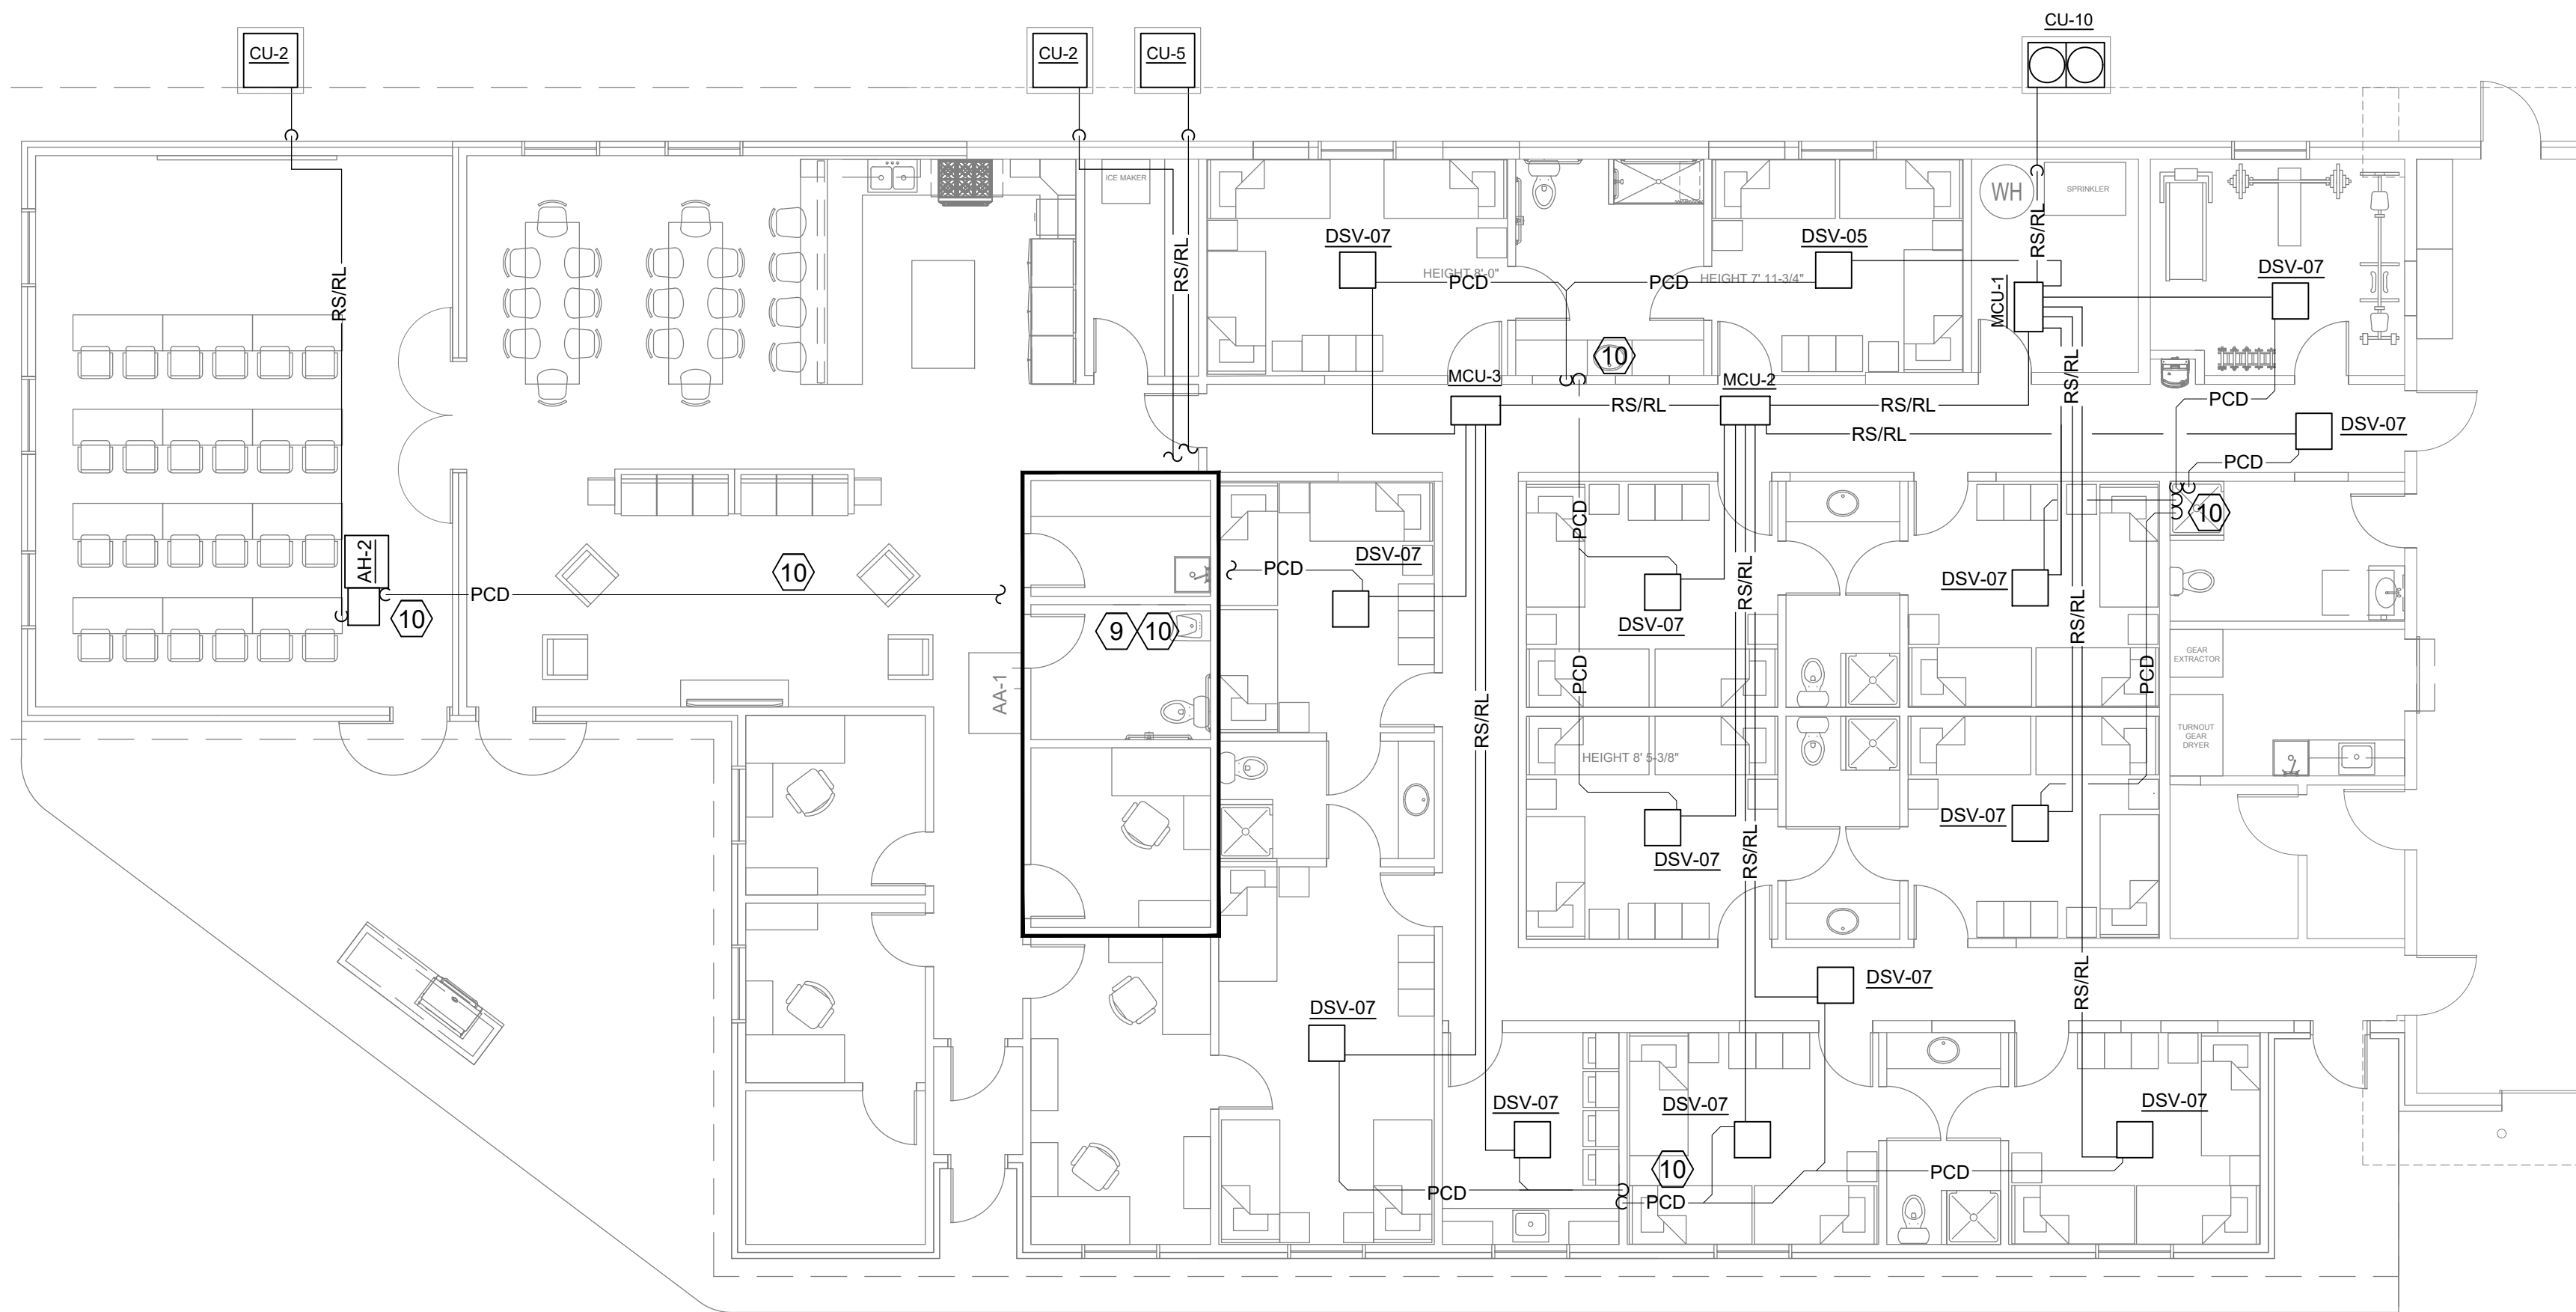 CU-10
CU-2
CU-2
CU-5
ICE MAKER
WH
SPRINKLER
RS/RL
RS/RL
RS/RL
DSV-07
DSV-05
DSV-07
HEIGHT 8'-0"
HEIGHT 7' 11-3/4"
PCD
PCD
MCU-1
10
MCU-3
MCU-2
RS/RL
PCD
RS/RL
RS/RL
RS/RL
DSV-07
PCD
10
PCD
AH-2
PCD
10
10
PCD
DSV-07
RS/RL
DSV-07
DSV-07
RS/RL
9
10
PCD
PCD
GEAR
EXTRACTOR
AA-1
RS/RL
TURNOUT
GEAR
DRYER
HEIGHT 8' 5-3/8"
DSV-07
DSV-07
RS/RL
DSV-07
DSV-07
RS/RL
DSV-07
DSV-07
DSV-07
10
PCD
PCD
PCD